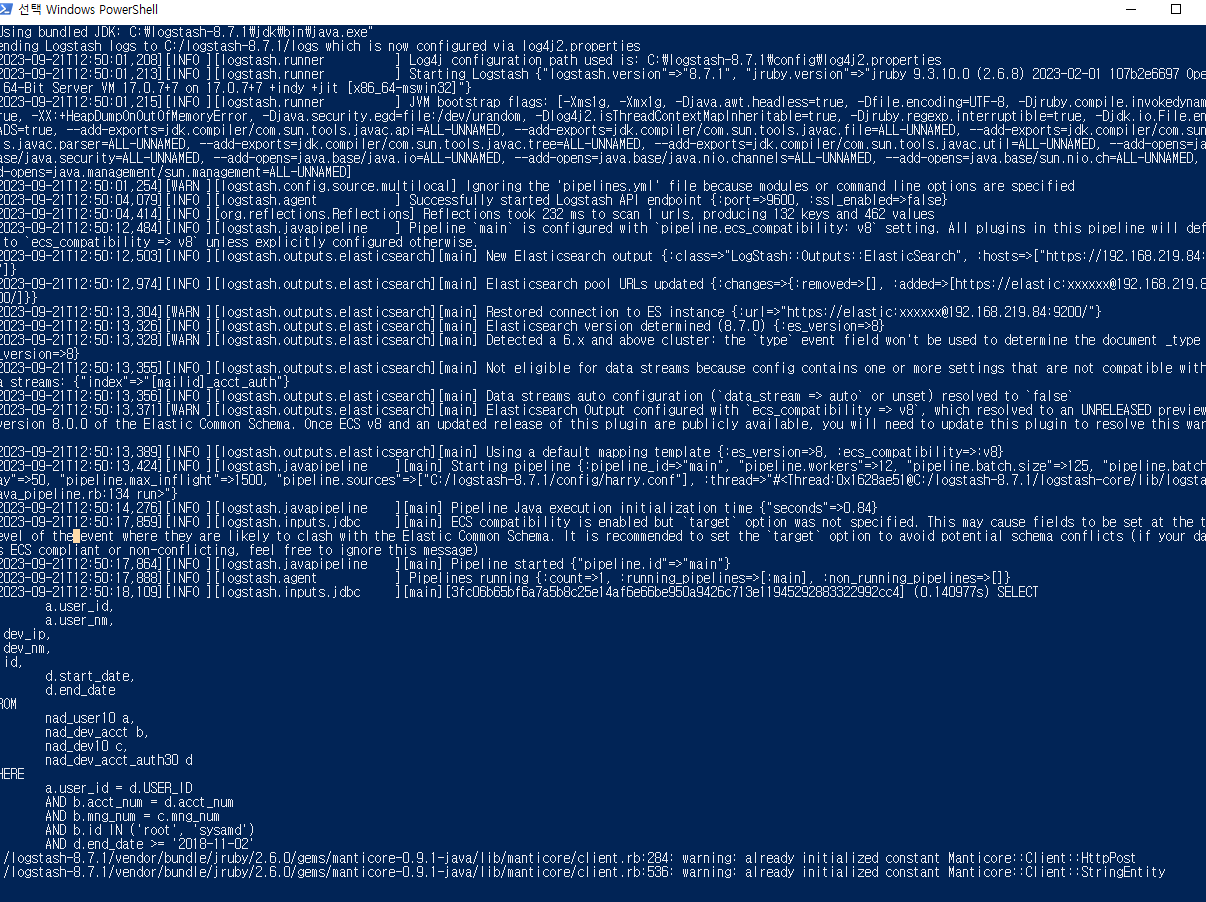 선택 Windows PowerShell
Using bundled JDK: C:₩logstash-8.7.1₩jdk₩bin₩java.exe"
ending Logstash logs to C:/logstash-8.7.1/logs which is now configured via log4j2.properties
2023-09-21T12:50:01,208][INFO ][logstash.runner          ] Log4j configuration path used is: C:₩logstash-8.7.1₩config₩log4j2.properties
2023-09-21T12:50:01,213][INFO ][logstash.runner          ] Starting Logstash {"logstash.version"=>"8.7.1", "jruby.version"=>"jruby 9.3.10.0 (2.6.8) 2023-02-01 107b2e6697 Ope
64-Bit Server VM 17.0.7+7 on 17.0.7+7 +indy +jit [x86_64-mswin32]"}
2023-09-21T12:50:01,215][INFO ][logstash.runner          ] JVM bootstrap flags: [-Xms1g, -Xmx1g, -Djava.awt.headless=true, -Dfile.encoding=UTF-8, -Djruby.compile.invokedynam
rue, -XX:+HeapDumpOnOutOfMemoryError, -Djava.security.egd=file:/dev/urandom, -Dlog4j2.isThreadContextMapInheritable=true, -Djruby.regexp.interruptible=true, -Djdk.io.File.en
ADS=true, --add-exports=jdk.compiler/com.sun.tools.javac.api=ALL-UNNAMED, --add-exports=jdk.compiler/com.sun.tools.javac.file=ALL-UNNAMED, --add-exports=jdk.compiler/com.sun
s.javac.parser=ALL-UNNAMED, --add-exports=jdk.compiler/com.sun.tools.javac.tree=ALL-UNNAMED, --add-exports=jdk.compiler/com.sun.tools.javac.util=ALL-UNNAMED, --add-opens=ja
ase/java.security=ALL-UNNAMED, --add-opens=java.base/java.io=ALL-UNNAMED, --add-opens=java.base/java.nio.channels=ALL-UNNAMED, --add-opens=java.base/sun.nio.ch=ALL-UNNAMED,
d-opens=java.management/sun.management=ALL-UNNAMED]
2023-09-21T12:50:01,254][WARN ][logstash.config.source.multilocal] Ignoring the 'pipelines.yml' file because modules or command line options are specified
2023-09-21T12:50:04,079][INFO ][logstash.agent           ] Successfully started Logstash API endpoint {:port=>9600, :ssl_enabled=>false}
2023-09-21T12:50:04,414][INFO ][org.reflections.Reflections] Reflections took 232 ms to scan 1 urls, producing 132 keys and 462 values
2023-09-21T12:50:12,484][INFO ][logstash.javapipeline    ] Pipeline `main` is configured with `pipeline.ecs_compatibility: v8` setting. All plugins in this pipeline will def
to `ecs_compatibility => v8` unless explicitly configured otherwise.
2023-09-21T12:50:12,503][INFO ][logstash.outputs.elasticsearch][main] New Elasticsearch output {:class=>"LogStash::Outputs::ElasticSearch", :hosts=>["https://192.168.219.84:
"]}
2023-09-21T12:50:12,974][INFO ][logstash.outputs.elasticsearch][main] Elasticsearch pool URLs updated {:changes=>{:removed=>[], :added=>[https://elastic:xxxxxx@192.168.219.8
00/]}}
2023-09-21T12:50:13,304][WARN ][logstash.outputs.elasticsearch][main] Restored connection to ES instance {:url=>"https://elastic:xxxxxx@192.168.219.84:9200/"}
2023-09-21T12:50:13,326][INFO ][logstash.outputs.elasticsearch][main] Elasticsearch version determined (8.7.0) {:es_version=>8}
2023-09-21T12:50:13,328][WARN ][logstash.outputs.elasticsearch][main] Detected a 6.x and above cluster: the `type` event field won't be used to determine the document _type
_version=>8}
2023-09-21T12:50:13,355][INFO ][logstash.outputs.elasticsearch][main] Not eligible for data streams because config contains one or more settings that are not compatible with
a streams: {"index"=>"[mailid]_acct_auth"}
2023-09-21T12:50:13,356][INFO ][logstash.outputs.elasticsearch][main] Data streams auto configuration (`data_stream => auto` or unset) resolved to `false`
2023-09-21T12:50:13,371][WARN ][logstash.outputs.elasticsearch][main] Elasticsearch Output configured with `ecs_compatibility => v8`, which resolved to an UNRELEASED preview
version 8.0.0 of the Elastic Common Schema. Once ECS v8 and an updated release of this plugin are publicly available, you will need to update this plugin to resolve this war
2023-09-21T12:50:13,389][INFO ][logstash.outputs.elasticsearch][main] Using a default mapping template {:es_version=>8, :ecs_compatibility=>:v8}
2023-09-21T12:50:13,424][INFO ][logstash.javapipeline    ][main] Starting pipeline {:pipeline_id=>"main", "pipeline.workers"=>12, "pipeline.batch.size"=>125, "pipeline.batch
ay"=>50, "pipeline.max_inflight"=>1500, "pipeline.sources"=>["C:/logstash-8.7.1/config/harry.conf"], :thread=>"#<Thread:0x1628ae51@C:/logstash-8.7.1/logstash-core/lib/logsta
ava_pipeline.rb:134 run>"}
2023-09-21T12:50:14,276][INFO ][logstash.javapipeline    ][main] Pipeline Java execution initialization time {"seconds"=>0.84}
2023-09-21T12:50:17,859][INFO ][logstash.inputs.jdbc     ][main] ECS compatibility is enabled but `target` option was not specified. This may cause fields to be set at the t
evel of the event where they are likely to clash with the Elastic Common Schema. It is recommended to set the `target` option to avoid potential schema conflicts (if your da
s ECS compliant or non-conflicting, feel free to ignore this message)
2023-09-21T12:50:17,864][INFO ][logstash.javapipeline    ][main] Pipeline started {"pipeline.id"=>"main"}
2023-09-21T12:50:17,888][INFO ][logstash.agent           ] Pipelines running {:count=>1, :running_pipelines=>[:main], :non_running_pipelines=>[]}
2023-09-21T12:50:18,109][INFO ][logstash.inputs.jdbc     ][main][3fc06b65bf6a7a5b8c25e14af6e66be950a9426c713e11945292883322992cc4] (0.140977s) SELECT
a.user_id,
a.user_nm,
dev_ip,
dev_nm,
id,
d.start_date,
d.end_date
ROM
nad_user10 a,
nad_dev_acct b,
nad_dev10 c,
nad_dev_acct_auth30 d
HERE
a.user_id = d.USER_ID
AND b.acct_num = d.acct_num
AND b.mng_num = c.mng_num
AND b.id IN ('root', 'sysamd')
AND d.end_date >= '2018-11-02'
/logstash-8.7.1/vendor/bundle/jruby/2.6.0/gems/manticore-0.9.1-java/lib/manticore/client.rb:284: warning: already initialized constant Manticore::Client::HttpPost
/logstash-8.7.1/vendor/bundle/jruby/2.6.0/gems/manticore-0.9.1-java/lib/manticore/client.rb:536: warning: already initialized constant Manticore::Client::StringEntity